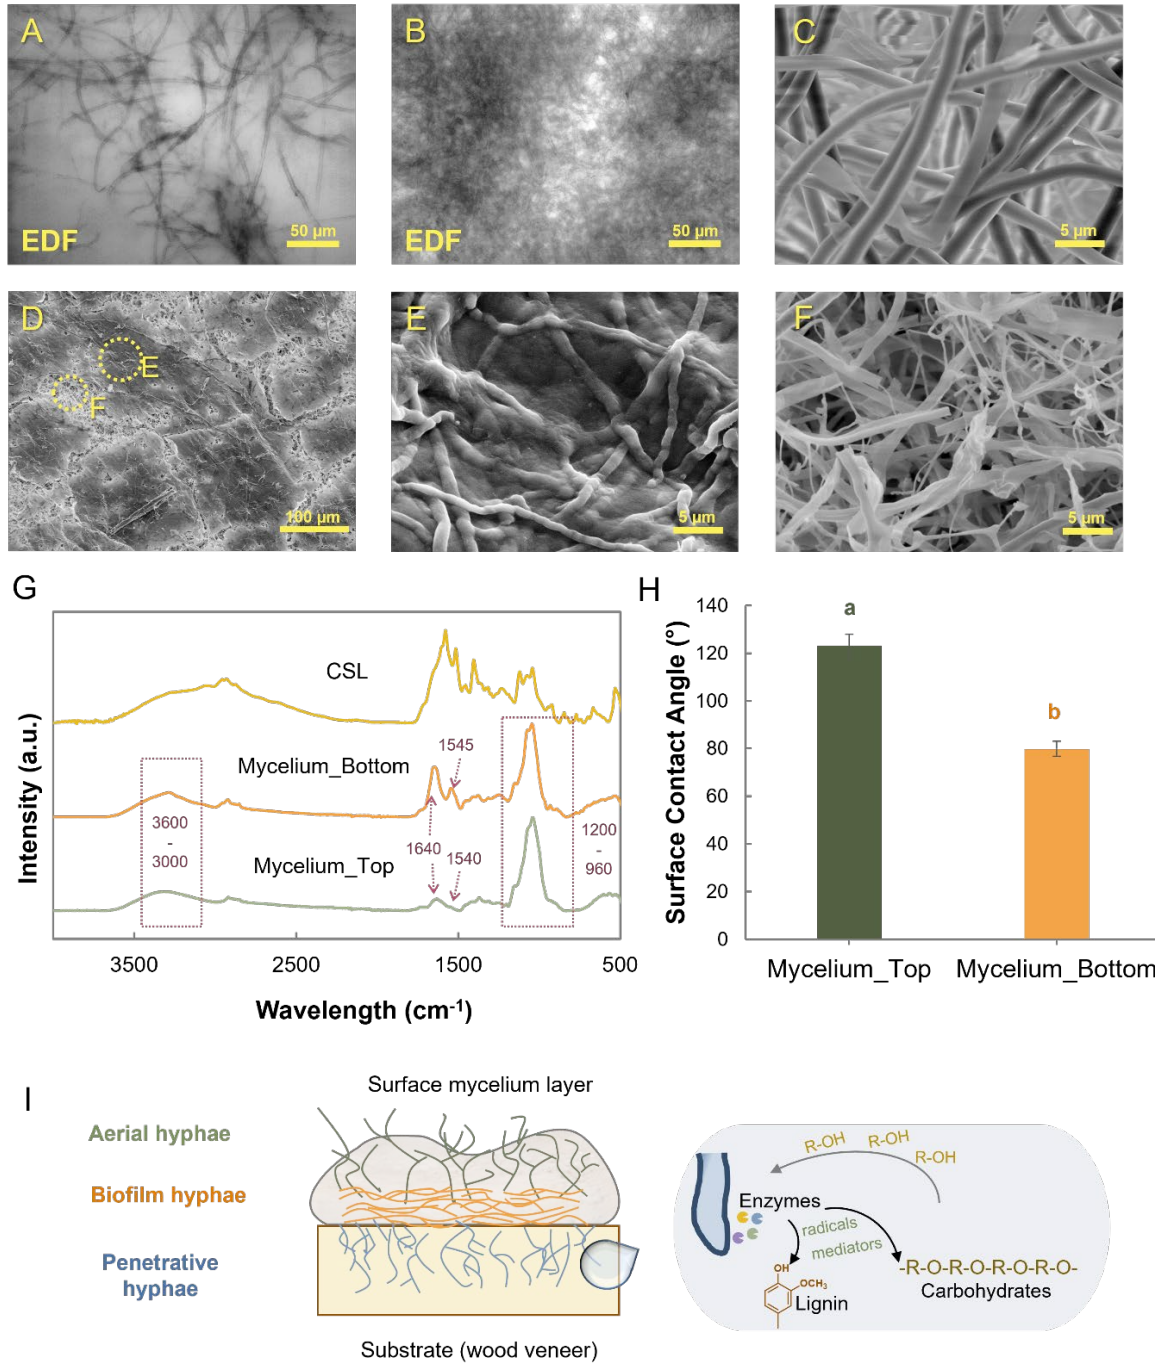 A
EDF
50 µm
B
EDF
50 µm
C
5 µm
D
E
F
100 µm
E
5 µm
F
5 µm
G
CSL
Mycelium_Bottom
1545
3600
-
3000
1640
1540
1200
-
960
Mycelium_Top
Intensity (a.u.)
3500
2500
1500
500
Wavelength (cm⁻¹)
H
Surface Contact Angle (°)
140
120
100
80
60
40
20
0
a
b
Mycelium_Top
Mycelium_Bottom
I
Surface mycelium layer
Aerial hyphae
Biofilm hyphae
Penetrative
hyphae
Substrate (wood veneer)
R-OH
R-OH
R-OH
Enzymes
radicals
mediators
OH
OCH₃
Lignin
-R-O-R-O-R-O-R-O-
Carbohydrates